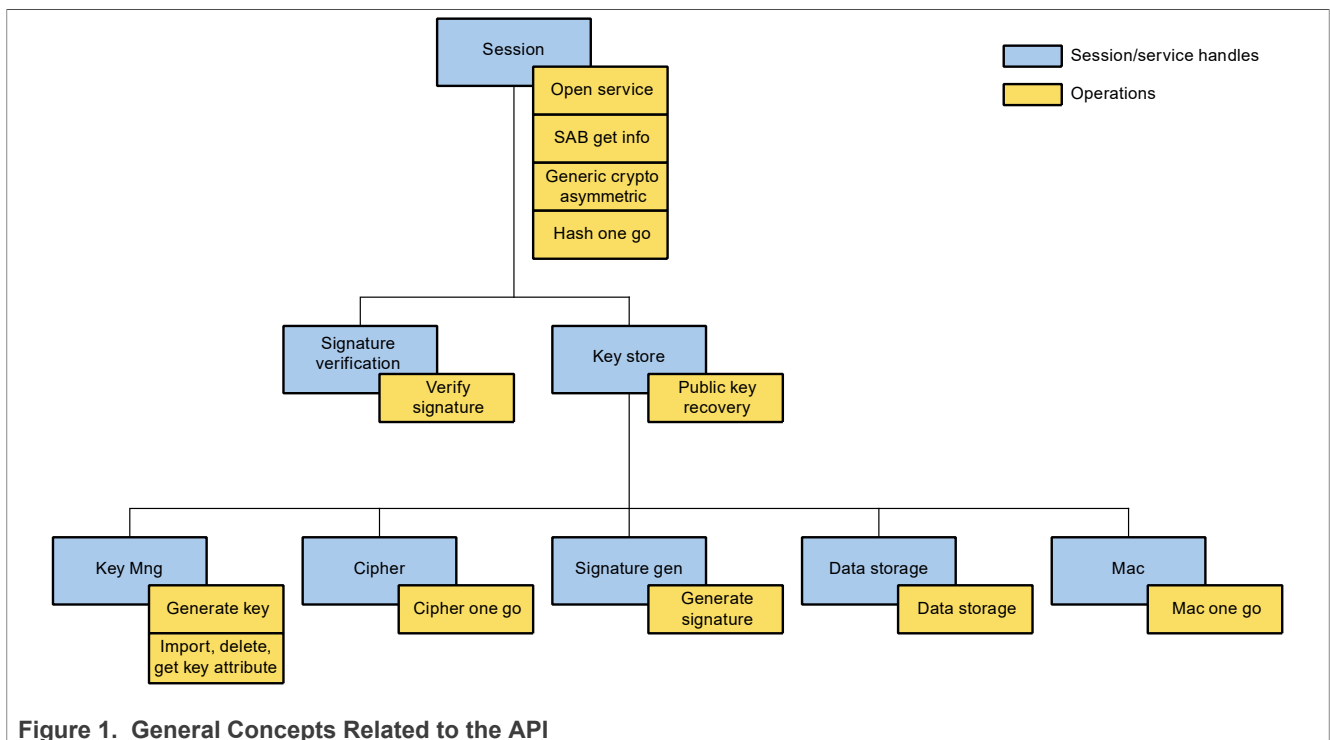 Session
Session/service handles
Open service
Operations
SAB get info
Generic crypto
asymmetric
Hash one go
Signature
verification
Verify
signature
Key store
Public key
recovery
Key Mng
Generate key
Import, delete,
get key attribute
Cipher
Cipher one go
Signature gen
Generate
signature
Data storage
Data storage
Mac
Mac one go
Figure 1. General Concepts Related to the API